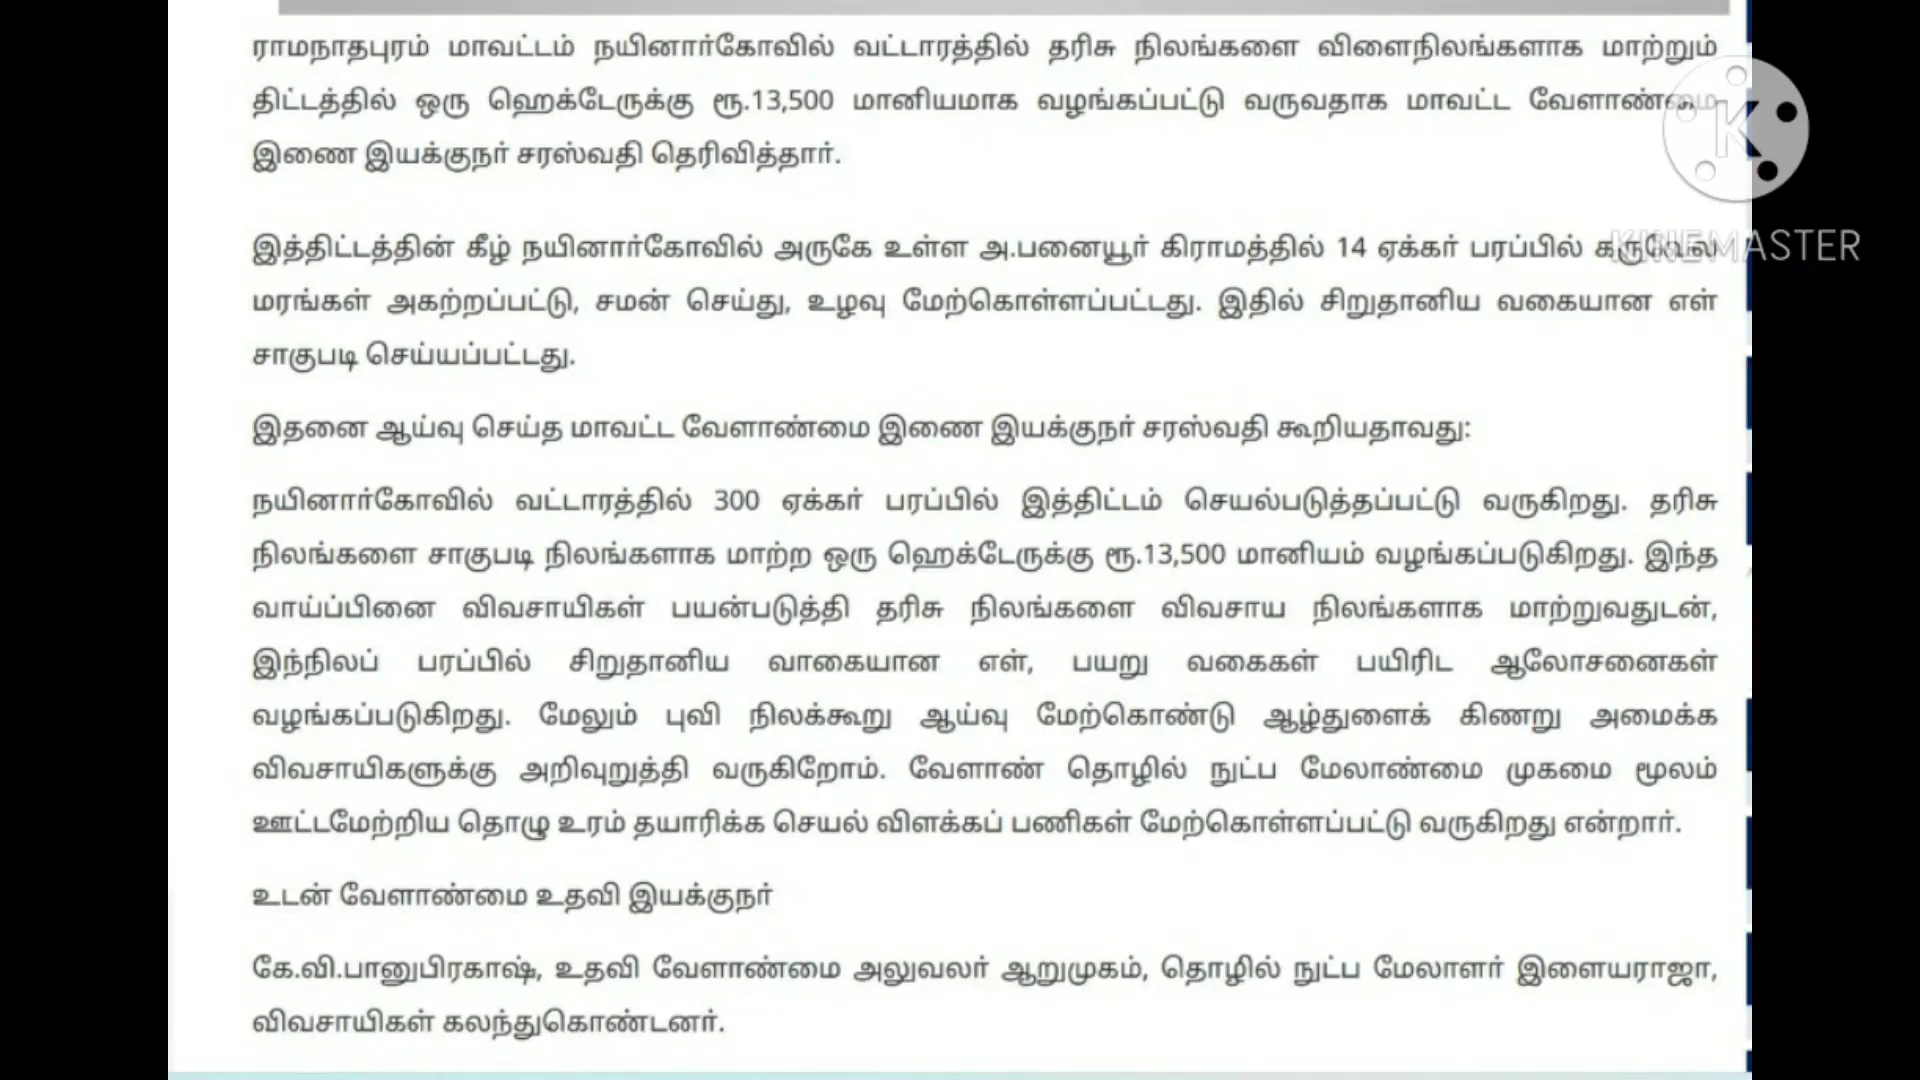 ராமநாதபுரம் மாவட்டம் நயினார்கோவில் வட்டாரத்தில் தரிசு நிலங்களை விளைநிலங்களாக மாற்றும்
திட்டத்தில் ஒரு ஹெக்டேருக்கு ரூ.13,500 மானியமாக வழங்கப்பட்டு வருவதாக மாவட்ட வேளாண்மை
இணை இயக்குநர் சரஸ்வதி தெரிவித்தார்.
இத்திட்டத்தின் கீழ் நயினார்கோவில் அருகே உள்ள அ.பனையூர் கிராமத்தில் 14 ஏக்கர் பரப்பில் கருவேல
மரங்கள் அகற்றப்பட்டு, சமன் செய்து, உழவு மேற்கொள்ளப்பட்டது. இதில் சிறுதானிய வகையான எள்
சாகுபடி செய்யப்பட்டது.
இதனை ஆய்வு செய்த மாவட்ட வேளாண்மை இணை இயக்குநர் சரஸ்வதி கூறியதாவது:
நயினார்கோவில் வட்டாரத்தில் 300 ஏக்கர் பரப்பில் இத்திட்டம் செயல்படுத்தப்பட்டு வருகிறது. தரிசு
நிலங்களை சாகுபடி நிலங்களாக மாற்ற ஒரு ஹெக்டேருக்கு ரூ.13,500 மானியம் வழங்கப்படுகிறது. இந்த
வாய்ப்பினை விவசாயிகள் பயன்படுத்தி தரிசு நிலங்களை விவசாய நிலங்களாக மாற்றுவதுடன்,
இந்நிலப் பரப்பில் சிறுதானிய வாகையான எள், பயறு வகைகள் பயிரிட ஆலோசனைகள்
வழங்கப்படுகிறது. மேலும் புவி நிலக்கூறு ஆய்வு மேற்கொண்டு ஆழ்துளைக் கிணறு அமைக்க
விவசாயிகளுக்கு அறிவுறுத்தி வருகிறோம். வேளாண் தொழில் நுட்ப மேலாண்மை முகமை மூலம்
ஊட்டமேற்றிய தொழு உரம் தயாரிக்க செயல் விளக்கப் பணிகள் மேற்கொள்ளப்பட்டு வருகிறது என்றார்.
உடன் வேளாண்மை உதவி இயக்குநர்
கே.வி.பானுபிரகாஷ், உதவி வேளாண்மை அலுவலர் ஆறுமுகம், தொழில் நுட்ப மேலாளர் இளையராஜா,
விவசாயிகள் கலந்துகொண்டனர்.
K
KINEMASTER